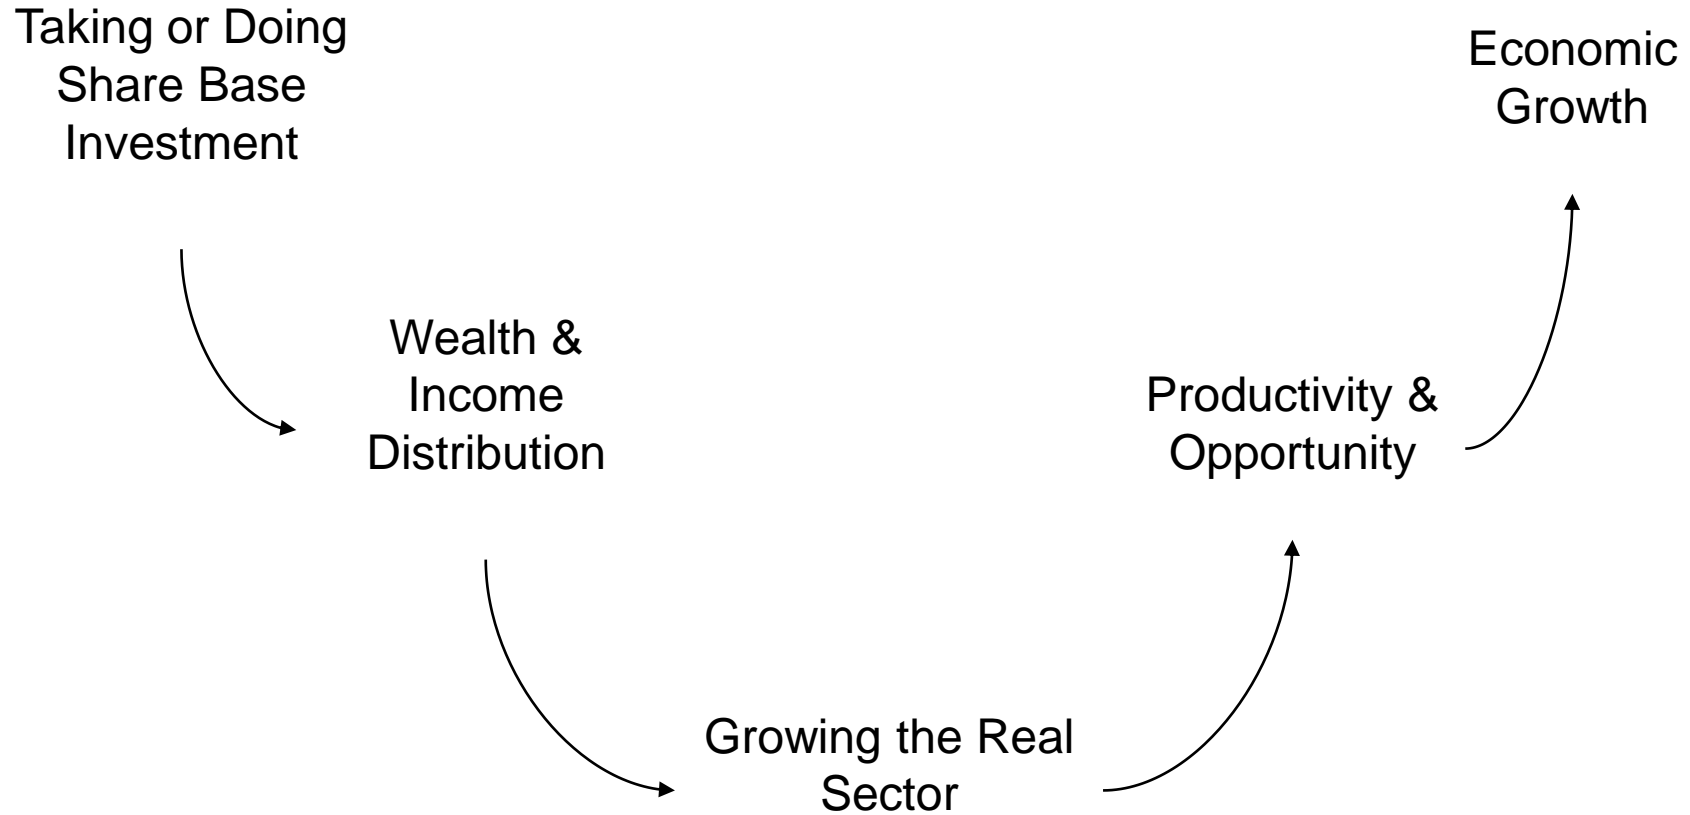 Taking or Doing
Share Base
Investment
Wealth &
Income
Distribution
Growing the Real
Sector
Productivity &
Opportunity
Economic
Growth